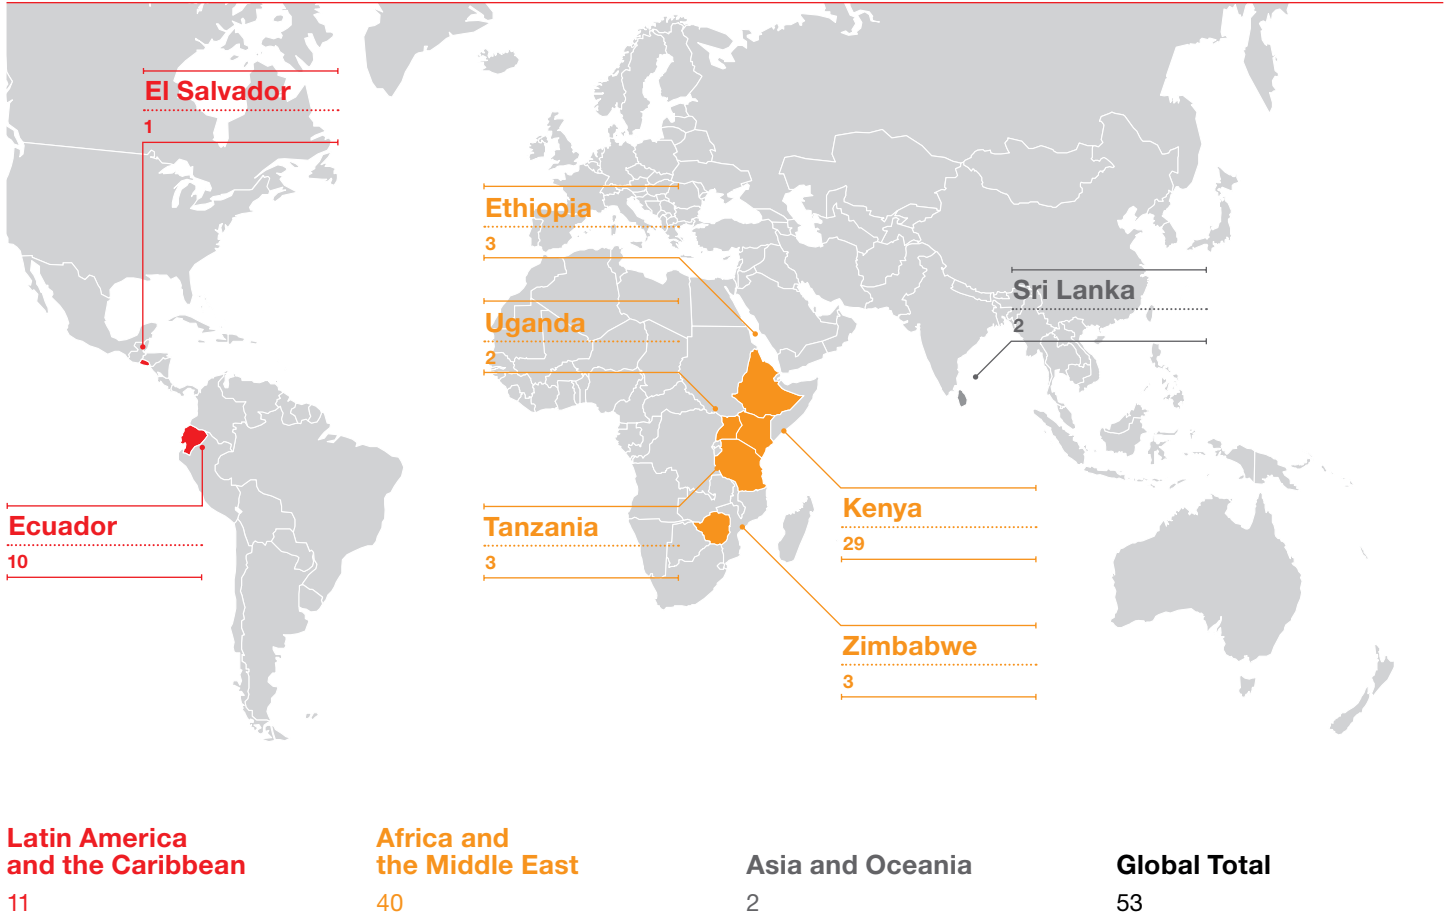 El Salvador
1
Ethiopia
3
Sri Lanka
2
Uganda
2
Ecuador
10
Tanzania
3
Kenya
29
Zimbabwe
3
Latin America
and the Caribbean
11
Africa and
the Middle East
40
Asia and Oceania
2
Global Total
53